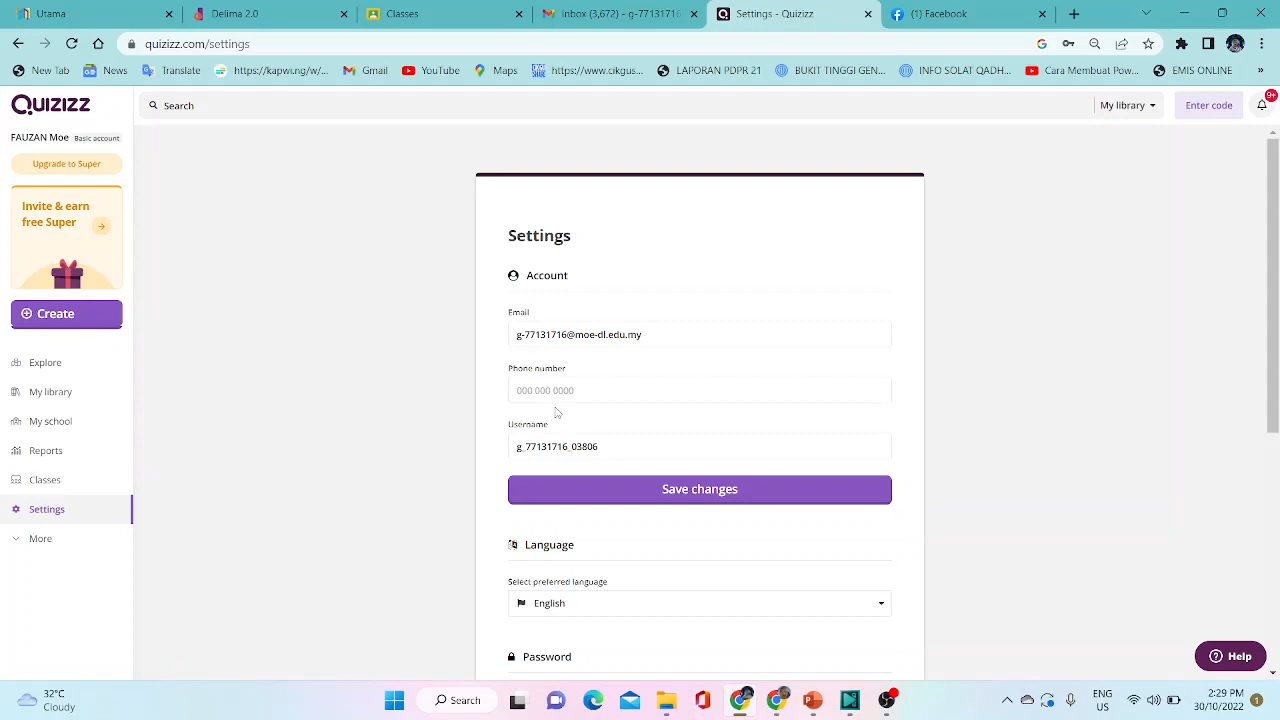 Utama
Delima 2.0
Classes
Inbox (3,672) - g-77131716
Settings - Quizizz
(1) Facebook
quizizz.com/settings
New Tab
News
Translate
https://kapwi.ng/w/...
Gmail
YouTube
Maps
https://www.cikgus...
LAPORAN PDPR 21
BUKIT TINGGI GEN...
INFO SOLAT QADH...
Cara Membuat Pow...
EMIS ONLINE
»
QUIZIZZ
Search
My library
Enter code
9+
FAUZAN Moe
Basic account
Upgrade to Super
Invite & earn
free Super
Create
Explore
My library
My school
Reports
Classes
Settings
More
Settings
Account
Email
g-77131716@moe-dl.edu.my
Phone number
000 000 0000
Username
g_77131716_03806
Save changes
Language
Select preferred language
English
Password
Help
32°C
Cloudy
Search
ENG
US
5:29 PM
30/10/2022
1